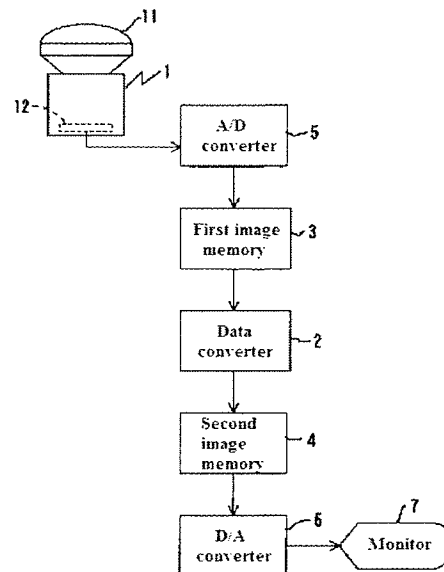 11
1
12
A/D
converter
5
First image
memory
3
Data
converter
2
Second
image
memory
4
D/A
converter
6
7
Monitor